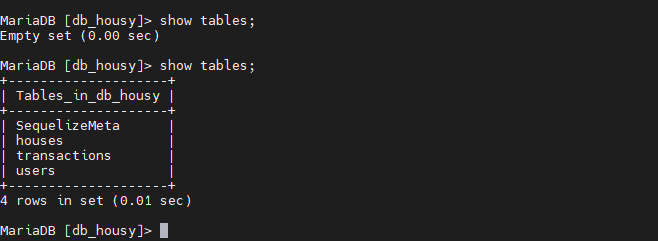 MariaDB [db_housy]> show tables;
Empty set (0.00 sec)
MariaDB [db_housy]> show tables;
+--------------------+
| Tables_in_db_housy |
+--------------------+
| SequelizeMeta      |
| houses             |
| transactions       |
| users              |
+--------------------+
4 rows in set (0.01 sec)
MariaDB [db_housy]>